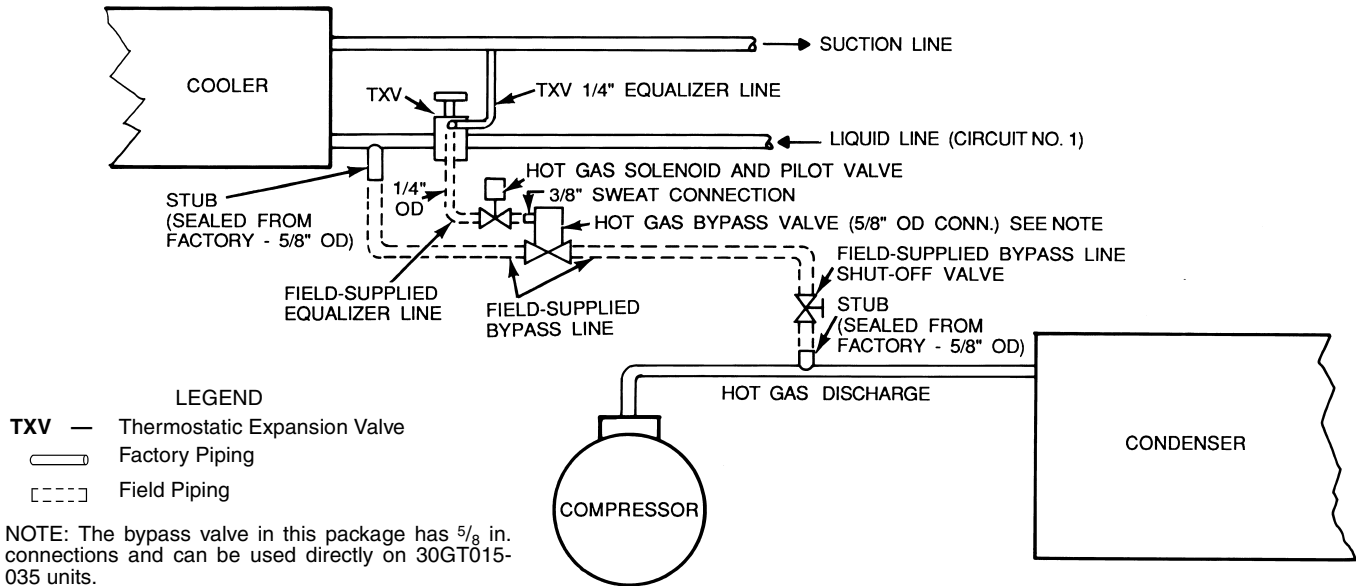 SUCTION LINE
COOLER
TXV
TXV 1/4" EQUALIZER LINE
LIQUID LINE (CIRCUIT NO. 1)
HOT GAS SOLENOID AND PILOT VALVE
STUB
(SEALED FROM
FACTORY - 5/8" OD)
1/4"
OD
3/8" SWEAT CONNECTION
HOT GAS BYPASS VALVE (5/8" OD CONN.) SEE NOTE
FIELD-SUPPLIED BYPASS LINE
SHUT-OFF VALVE
FIELD-SUPPLIED
EQUALIZER LINE
FIELD-SUPPLIED
BYPASS LINE
STUB
(SEALED FROM
FACTORY - 5/8" OD)
HOT GAS DISCHARGE
CONDENSER
COMPRESSOR
LEGEND
TXV — Thermostatic Expansion Valve
Factory Piping
Field Piping
NOTE: The bypass valve in this package has 5/8 in.
connections and can be used directly on 30GT015-
035 units.